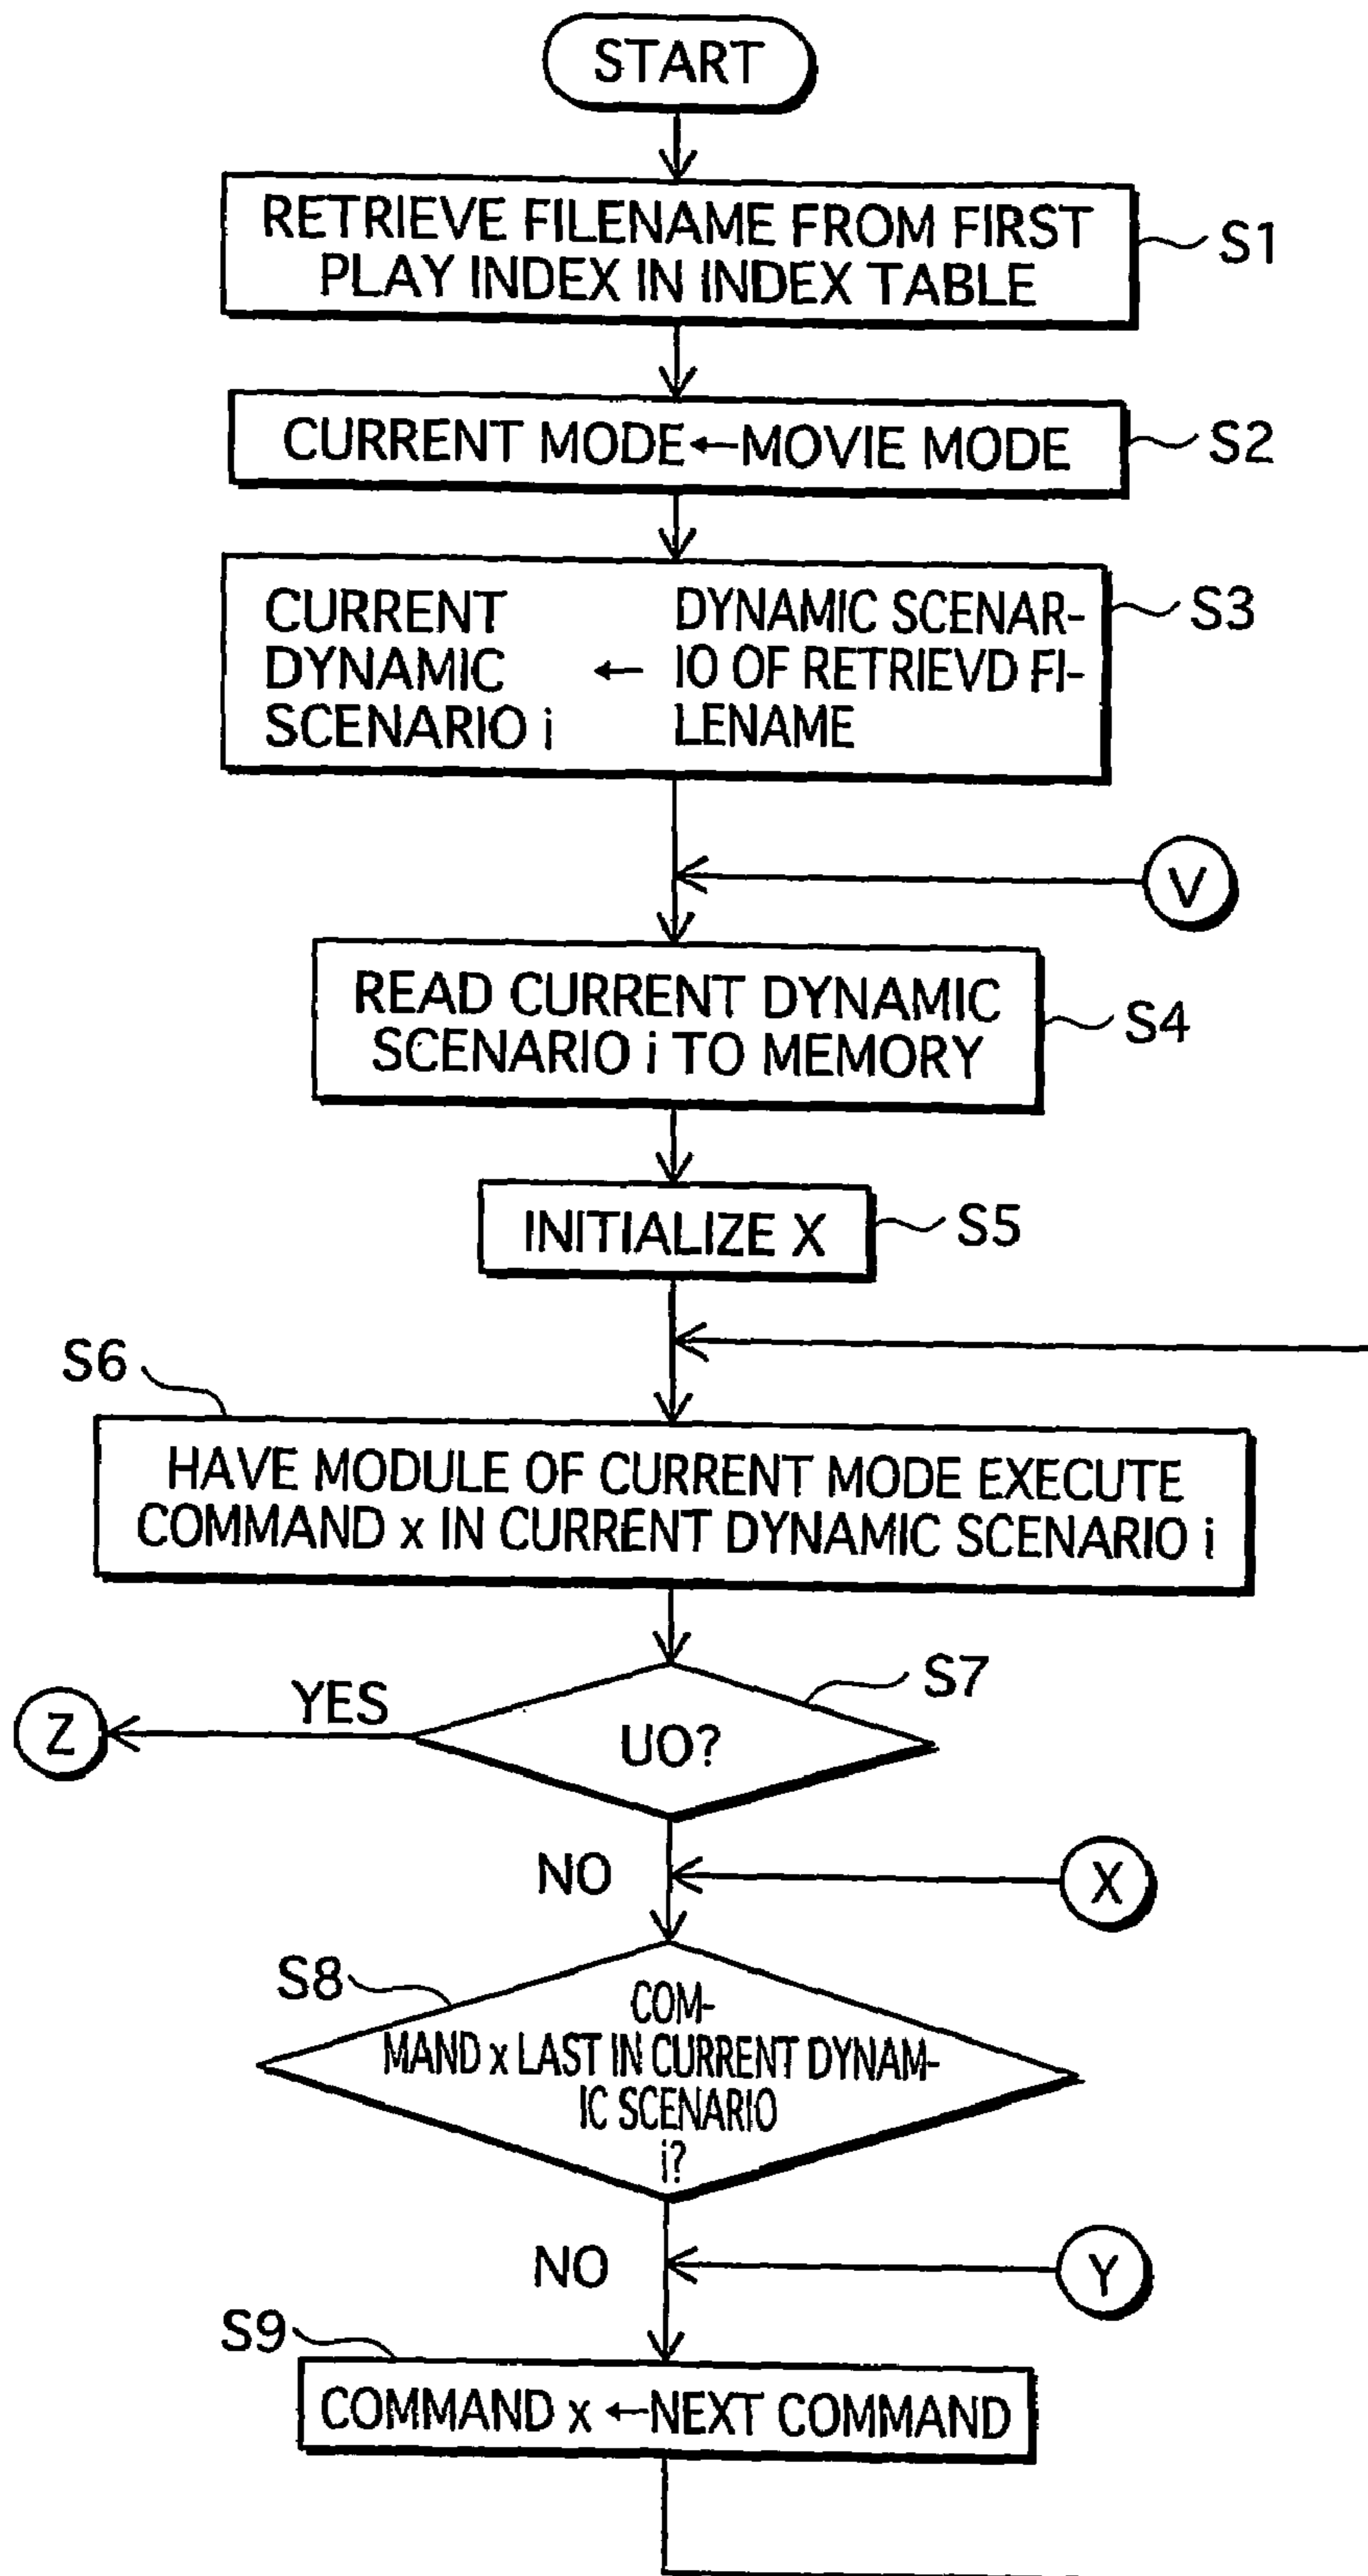 START
RETRIEVE FILENAME FROM FIRST
PLAY INDEX IN INDEX TABLE
S1
CURRENT MODE←MOVIE MODE
S2
CURRENT
DYNAMIC
SCENARIO i
←
DYNAMIC SCENAR-
IO OF RETRIEVD FI-
LENAME
S3
V
READ CURRENT DYNAMIC
SCENARIO i TO MEMORY
S4
INITIALIZE X
S5
S6
HAVE MODULE OF CURRENT MODE EXECUTE
COMMAND x IN CURRENT DYNAMIC SCENARIO i
S7
UO?
YES
Z
NO
X
S8
COM-
MAND x LAST IN CURRENT DYNAM-
IC SCENARIO
i?
NO
Y
S9
COMMAND x ←NEXT COMMAND